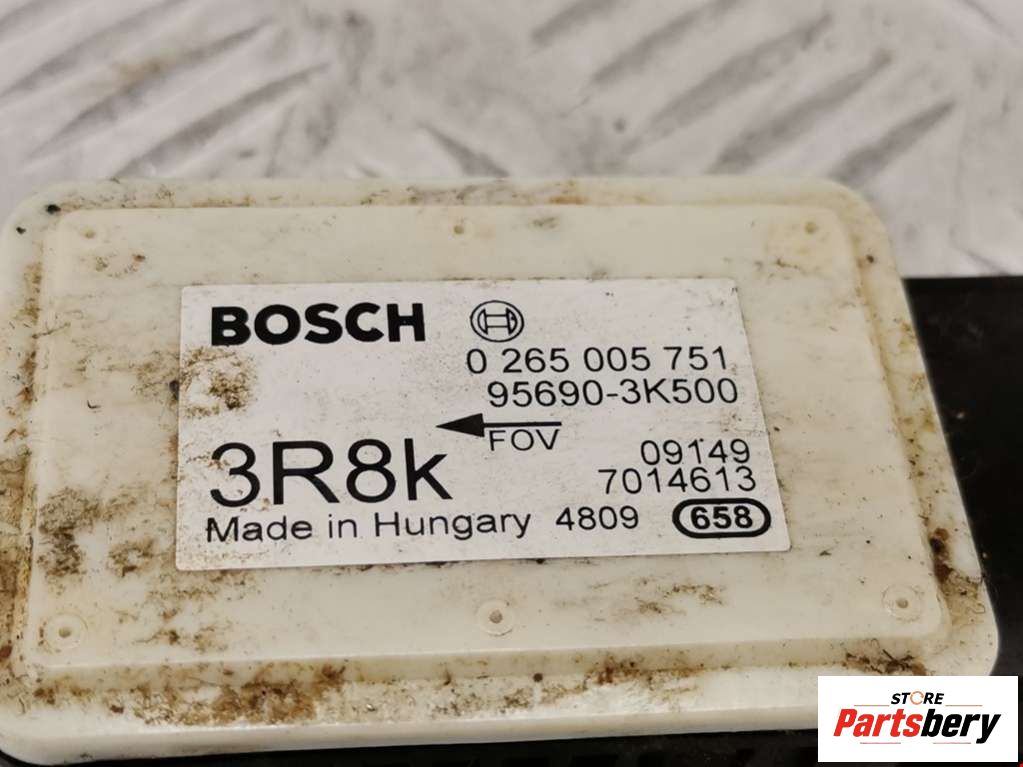 BOSCH
0 265 005 751
95690-3K500
FOV
3R8k
09149
7014613
Made in Hungary 4809 658
STORE
Partsbery